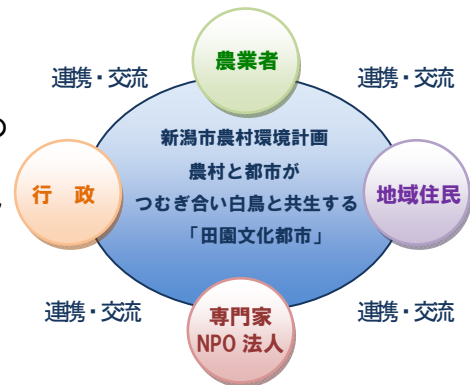 農業者
連携・交流
連携・交流
の
新潟市農村環境計画
農村と都市が
行　政
つむぎ合い白鳥と共生する
地域住民
「田園文化都市」
連携・交流
専門家
NPO 法人
連携・交流